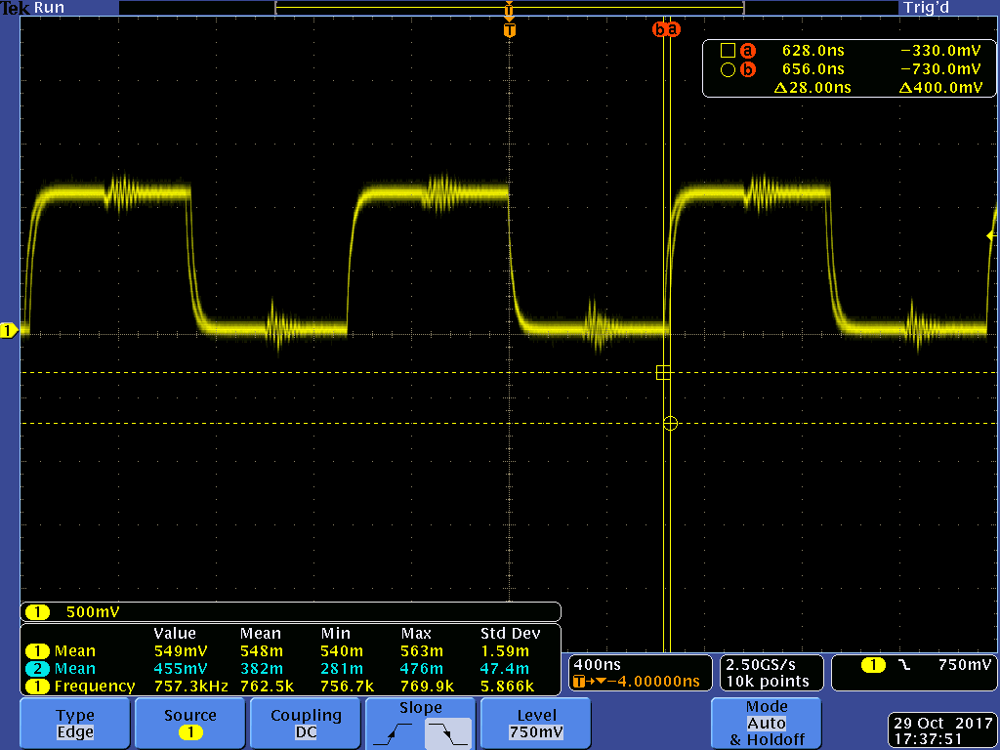 Tek Run Trig'd
T
T
b a
a 628.0ns −330.0mV
b 656.0ns −730.0mV
Δ28.00ns Δ400.0mV
1
1 500mV
Value Mean Min Max Std Dev
1 Mean 549mV 548m 540m 563m 1.59m
2 Mean 455mV 382m 281m 476m 47.4m
1 Frequency 757.3kHz 762.5k 756.7k 769.9k 5.866k
400ns
T→▼−4.00000ns
2.50GS/s
10k points
1 750mV
Type
Edge
Source
1
Coupling
DC
Slope
Level
750mV
Mode
Auto
& Holdoff
29 Oct 2017
17:37:51